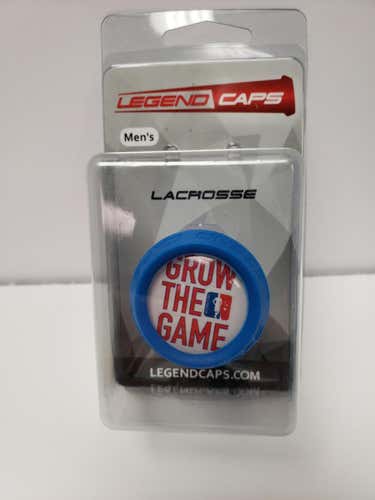 LEGEND CAPS
Men's
LACROSSE
GROW
THE
GAME
LEGENDCAPS.COM